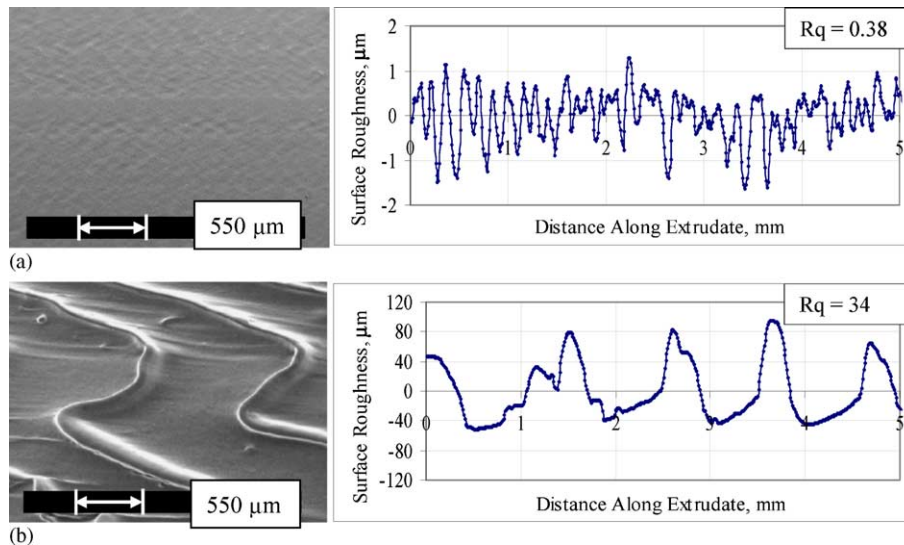 550 µm
(a)
Surface Roughness, µm
2
1
0
-1
-2
0
1
2
3
4
5
Distance Along Extrudate, mm
Rq = 0.38
550 µm
(b)
Surface Roughness, µm
120
80
40
0
-40
-80
-120
0
1
2
3
4
5
Distance Along Extrudate, mm
Rq = 34